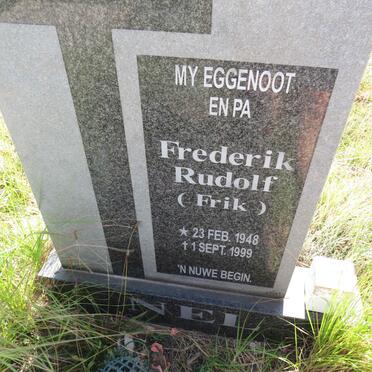 MY EGGENOOT
EN PA
Frederik
Rudolf
( Frik )
★ 23 FEB. 1948
✝ 1 SEPT. 1999
'N NUWE BEGIN.
NEL